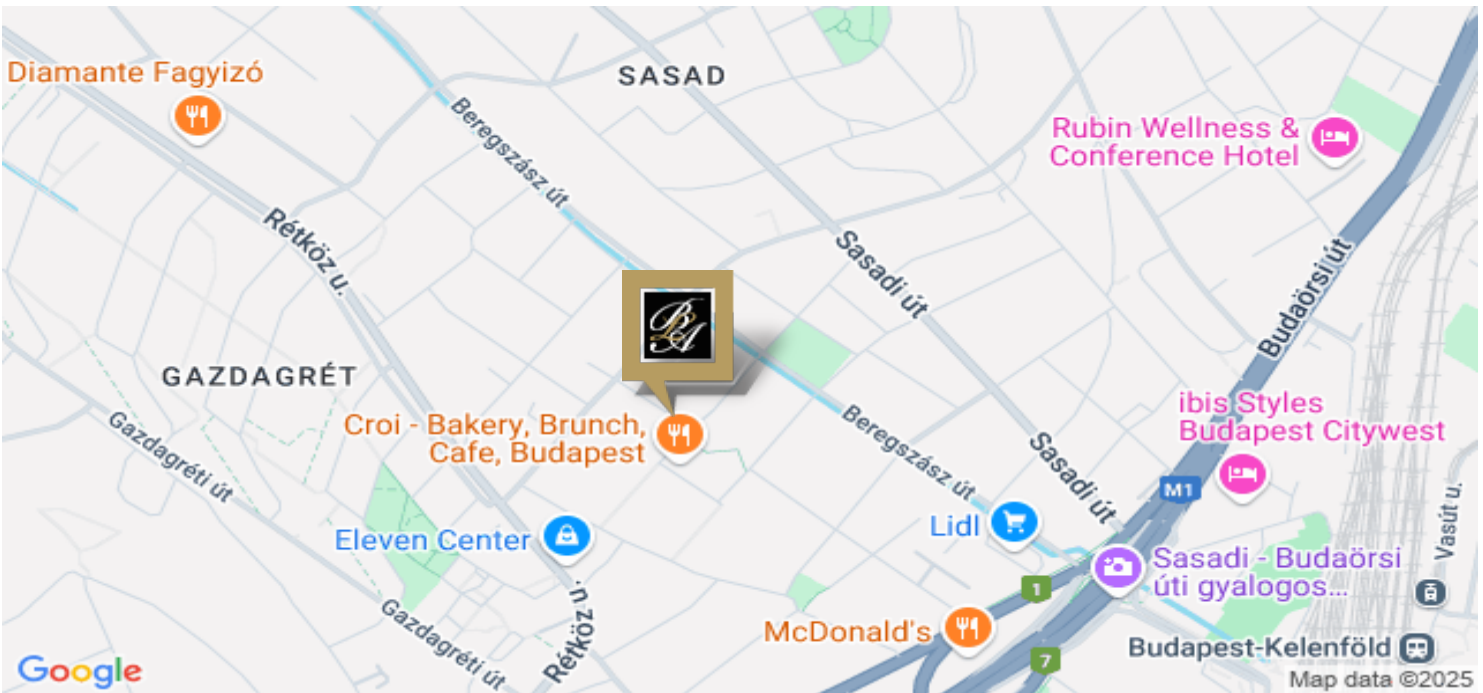 Diamante Fagyizó
SASAD
Beregszász út
Rubin Wellness &
Conference Hotel
Rétköz u.
Sasadi út
Budaörsi út
BLA
GAZDAGRÉT
Gazdagréti út
Croi - Bakery, Brunch,
Cafe, Budapest
Beregszász út
Sasadi út
ibis Styles
Budapest Citywest
M1
Vasút u.
Lidl
Eleven Center
Sasadi - Budaörsi
úti gyalogos...
1
Gazdagréti út
Rétköz u.
McDonald's
7
Budapest-Kelenföld
Google
Map data ©2025